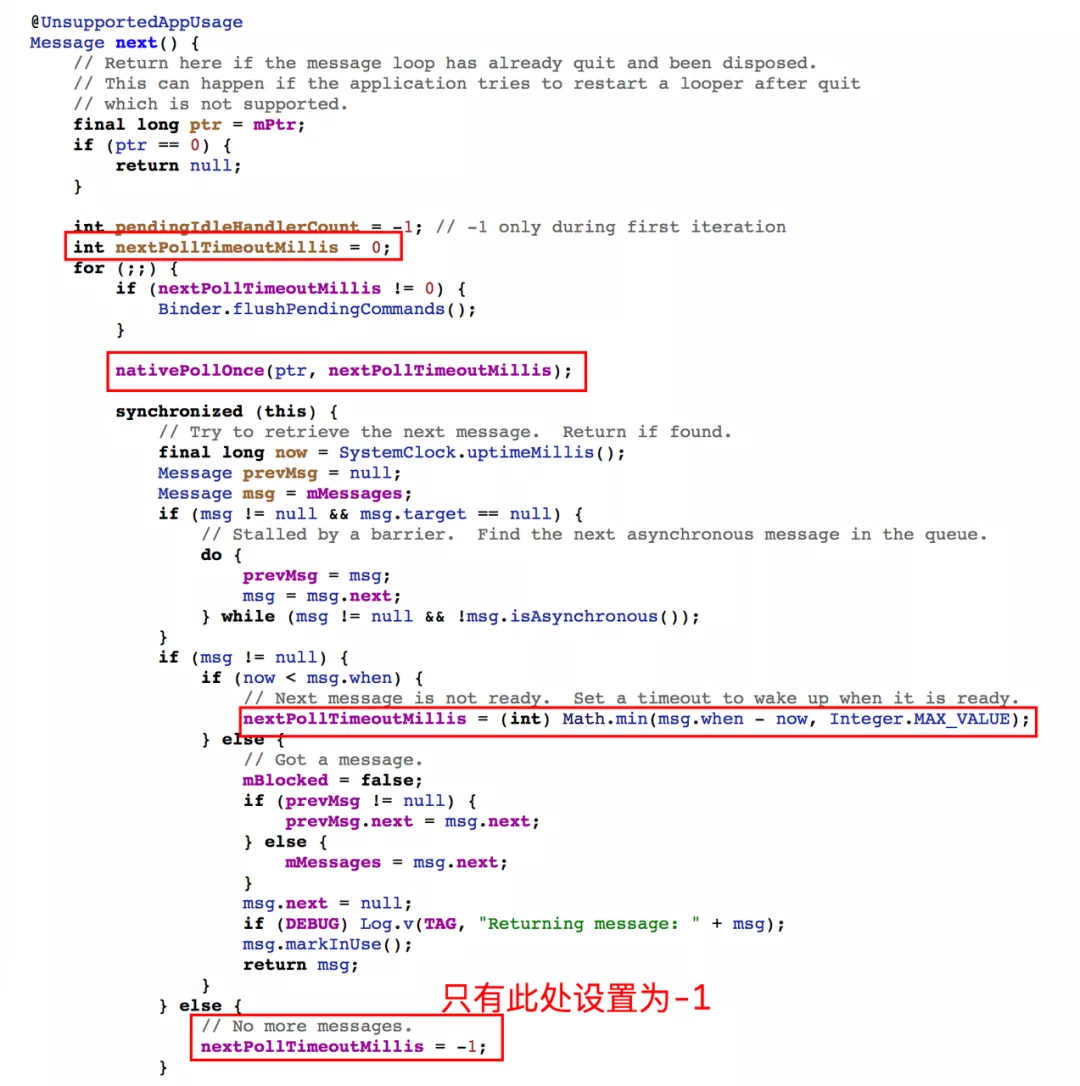 @UnsupportedAppUsage
Message next() {
    // Return here if the message loop has already quit and been disposed.
    // This can happen if the application tries to restart a looper after quit
    // which is not supported.
    final long ptr = mPtr;
    if (ptr == 0) {
        return null;
    }

    int pendingIdleHandlerCount = -1; // -1 only during first iteration
    int nextPollTimeoutMillis = 0;
    for (;;) {
        if (nextPollTimeoutMillis != 0) {
            Binder.flushPendingCommands();
        }

        nativePollOnce(ptr, nextPollTimeoutMillis);

        synchronized (this) {
            // Try to retrieve the next message.  Return if found.
            final long now = SystemClock.uptimeMillis();
            Message prevMsg = null;
            Message msg = mMessages;
            if (msg != null && msg.target == null) {
                // Stalled by a barrier.  Find the next asynchronous message in the queue.
                do {
                    prevMsg = msg;
                    msg = msg.next;
                } while (msg != null && !msg.isAsynchronous());
            }
            if (msg != null) {
                if (now < msg.when) {
                    // Next message is not ready.  Set a timeout to wake up when it is ready.
                    nextPollTimeoutMillis = (int) Math.min(msg.when - now, Integer.MAX_VALUE);
                } else {
                    // Got a message.
                    mBlocked = false;
                    if (prevMsg != null) {
                        prevMsg.next = msg.next;
                    } else {
                        mMessages = msg.next;
                    }
                    msg.next = null;
                    if (DEBUG) Log.v(TAG, "Returning message: " + msg);
                    msg.markInUse();
                    return msg;
                }
            } else {
只有此处设置为-1
                // No more messages.
                nextPollTimeoutMillis = -1;
            }